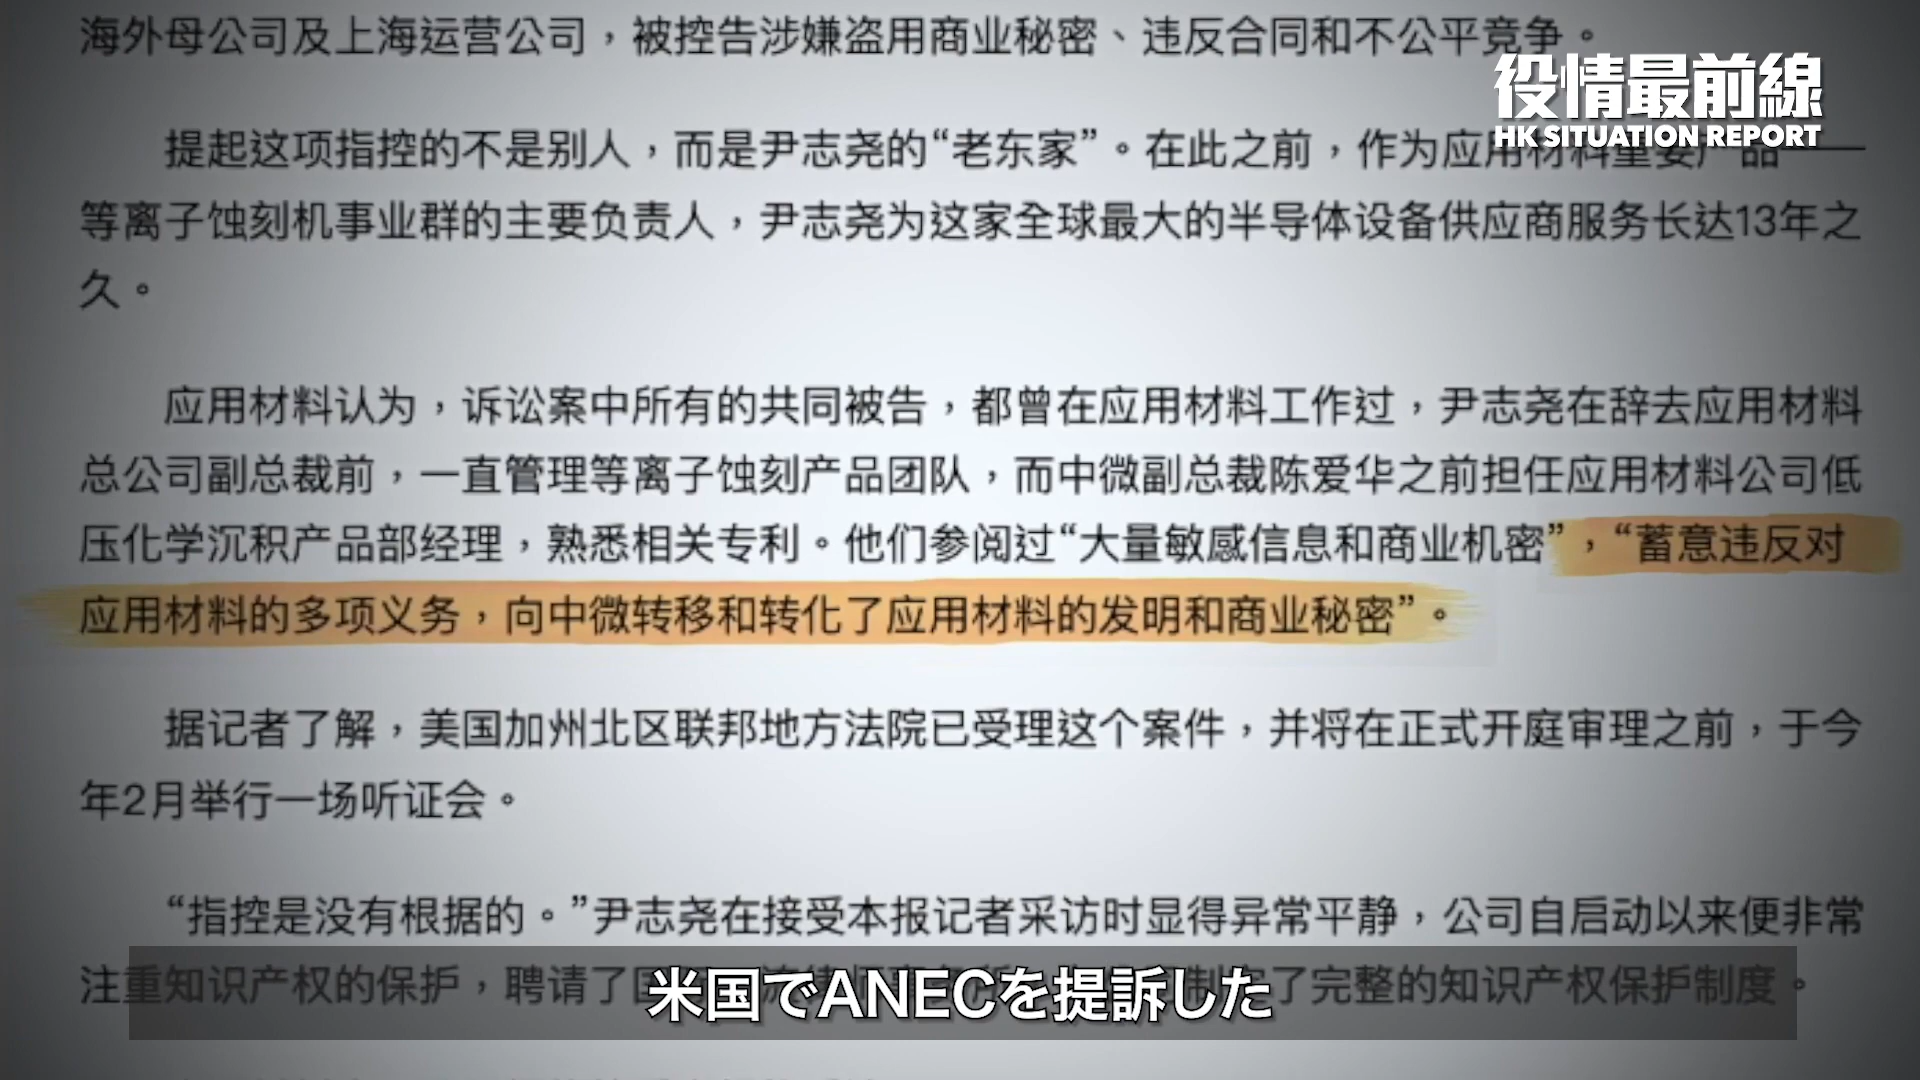 海外母公司及上海运营公司，被控告涉嫌盗用商业秘密、违反合同和不公平竞争。
役情最前線
HK SITUATION REPORT
提起这项指控的不是别人，而是尹志尧的“老东家”。在此之前，作为应用材料重要产品——
等离子蚀刻机事业群的主要负责人，尹志尧为这家全球最大的半导体设备供应商服务长达13年之
久。
应用材料认为，诉讼案中所有的共同被告，都曾在应用材料工作过，尹志尧在辞去应用材料
总公司副总裁前，一直管理等离子蚀刻产品团队，而中微副总裁陈爱华之前担任应用材料公司低
压化学沉积产品部经理，熟悉相关专利。他们参阅过“大量敏感信息和商业机密”，“蓄意违反对
应用材料的多项义务，向中微转移和转化了应用材料的发明和商业秘密”。
据记者了解，美国加州北区联邦地方法院已受理这个案件，并将在正式开庭审理之前，于今
年2月举行一场听证会。
“指控是没有根据的。”尹志尧在接受本报记者采访时显得异常平静，公司自启动以来便非常
注重知识产权的保护，聘请了 了完整的知识产权保护制度。
米国でANECを提訴した